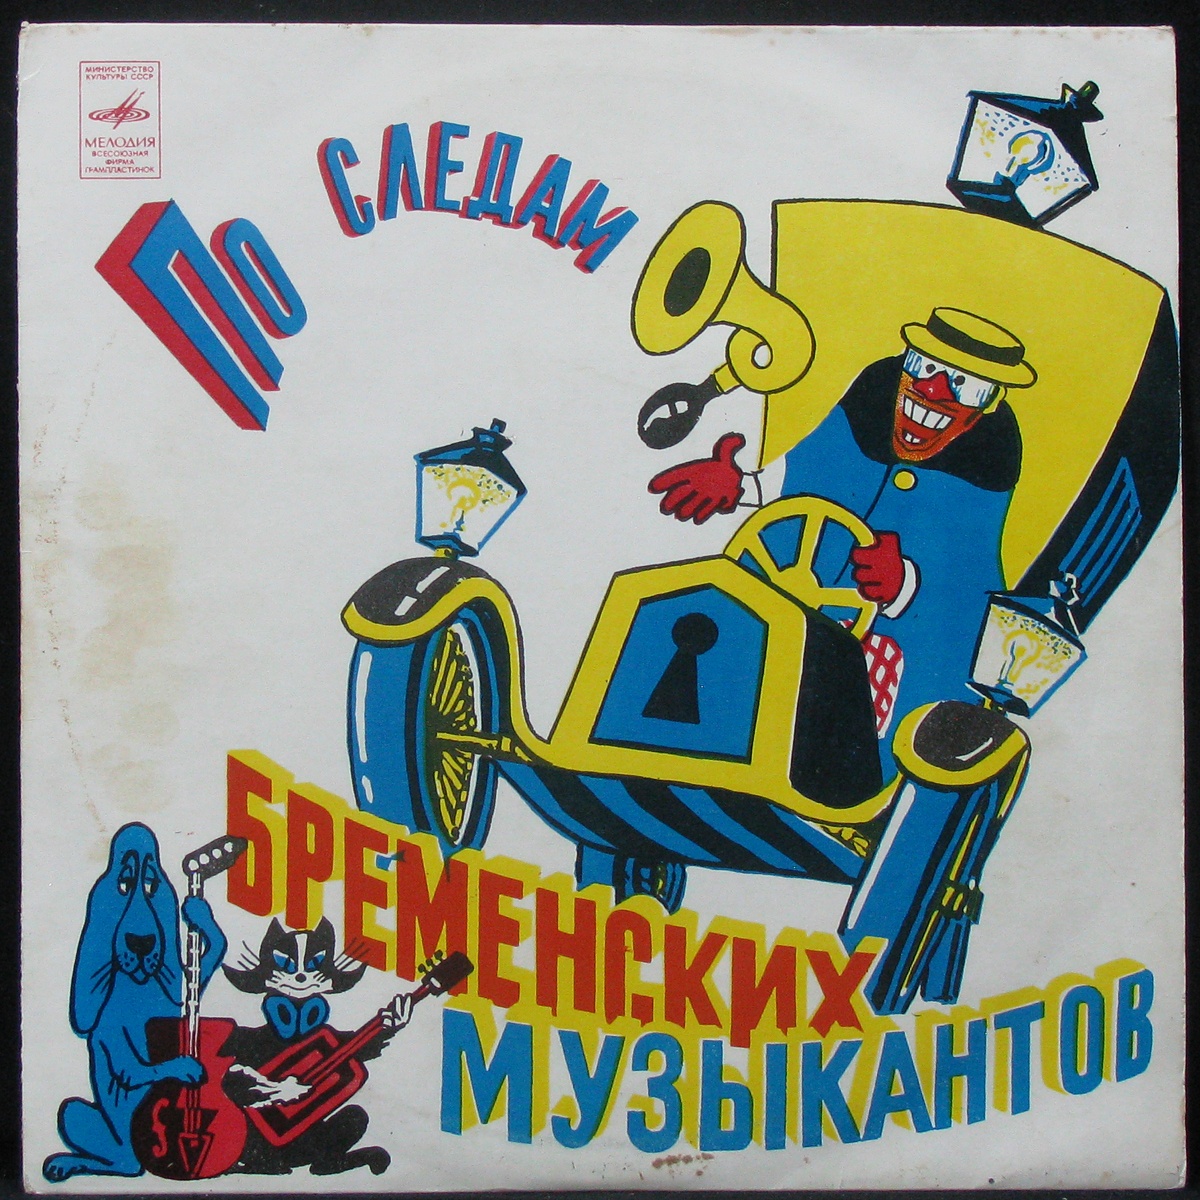 МИНИСТЕРСТВО
КУЛЬТУРЫ СССР
МЕЛОДИЯ
ВСЕСОЮЗНАЯ
ФИРМА
ГРАМПЛАСТИНОК
ПО СЛЕДАМ
БРЕМЕНСКИХ
МУЗЫКАНТОВ